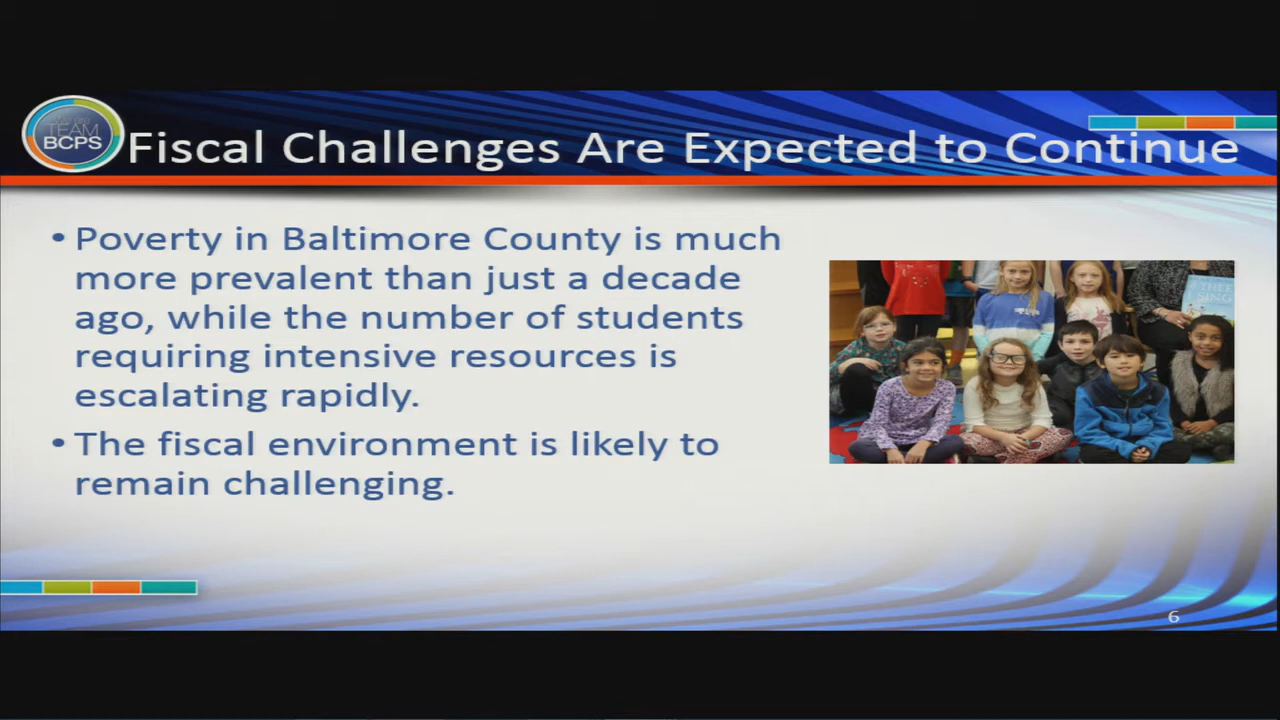 TEAM
BCPS
Fiscal Challenges Are Expected to Continue
• Poverty in Baltimore County is much
more prevalent than just a decade
ago, while the number of students
requiring intensive resources is
escalating rapidly.
• The fiscal environment is likely to
remain challenging.
SING
6